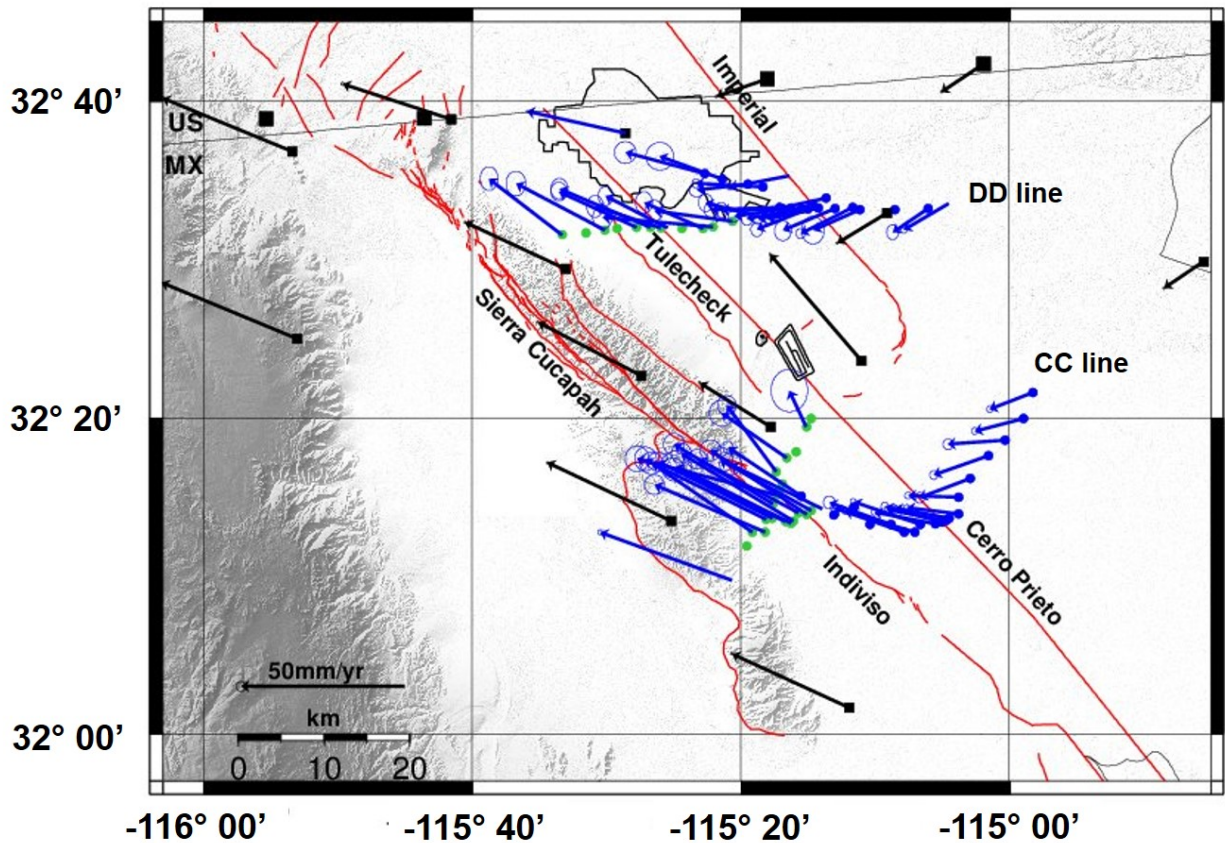 Imperial
32° 40’
US
MX
DD line
Tulecheck
Sierra Cucapah
CC line
32° 20’
Cerro Prieto
Indiviso
50mm/yr
km
32° 00’
0 10 20
-116° 00’ -115° 40’ -115° 20’ -115° 00’